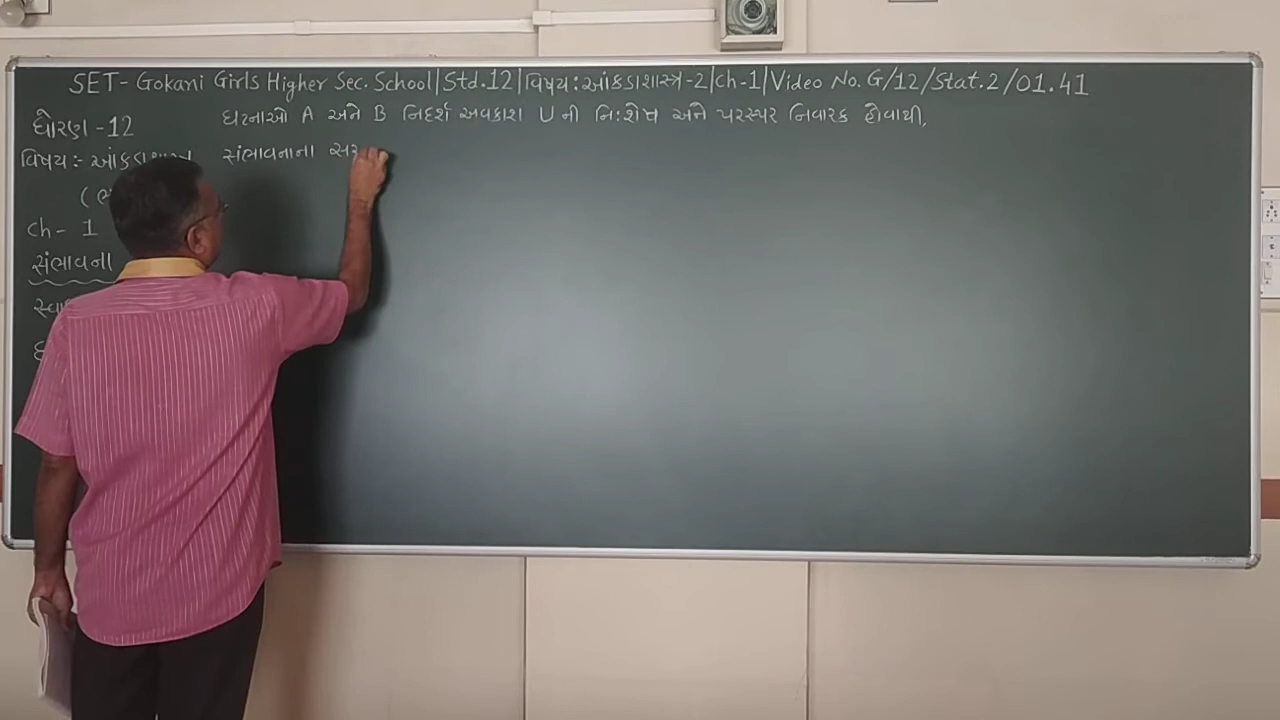 SET- Gokani Girls Higher Sec. School|Std.12|વિષય:આંકડાશાસ્ત્ર-2|Ch-1|Video No.G/12/Stat.2/01.41
ધોરણ -12
ઘટનાઓ A અને B નિદર્શ અવકાશ U ની નિ:શેષ અને પરસ્પર નિવારક હોવાથી,
વિષય:- આંકડાશાસ્ત્ર
સંભાવનાના સર
Ch- 1
સંભાવના